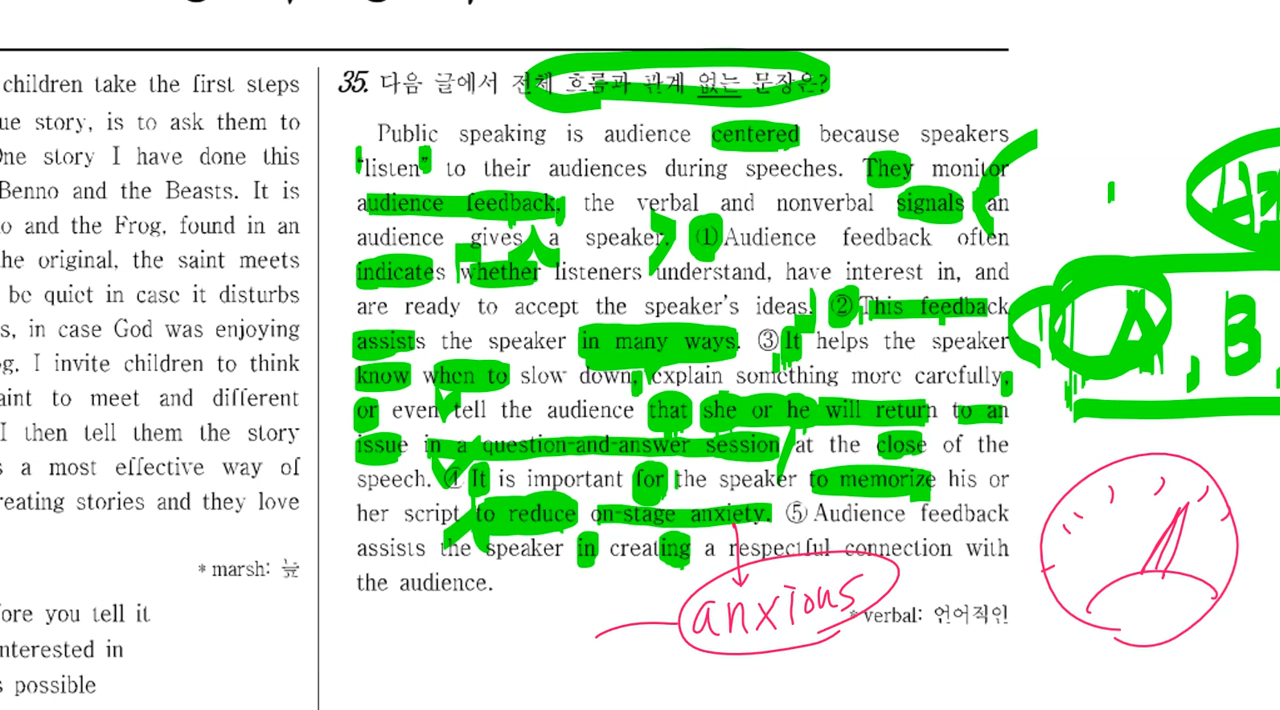 children take the first steps
ue story, is to ask them to
One story I have done this
Benno and the Beasts. It is
o and the Frog, found in an
he original, the saint meets
be quiet in case it disturbs
s, in case God was enjoying
g. I invite children to think
aint to meet and different
I then tell them the story
s a most effective way of
reating stories and they love
* marsh: 늪
ore you tell it
nterested in
s possible
35. 다음 글에서 전체 흐름과 관계 없는 문장은?
Public speaking is audience centered because speakers
"listen" to their audiences during speeches. They monitor
audience feedback, the verbal and nonverbal signals an
audience gives a speaker. ① Audience feedback often
indicates whether listeners understand, have interest in, and
are ready to accept the speaker's ideas. ② This feedback
assists the speaker in many ways. ③ It helps the speaker
know when to slow down, explain something more carefully,
or even tell the audience that she or he will return to an
issue in a question-and-answer session at the close of the
speech. ④ It is important for the speaker to memorize his or
her script to reduce on-stage anxiety. ⑤ Audience feedback
assists the speaker in creating a respectful connection with
the audience.
anxious
* verbal: 언어적인
A, B